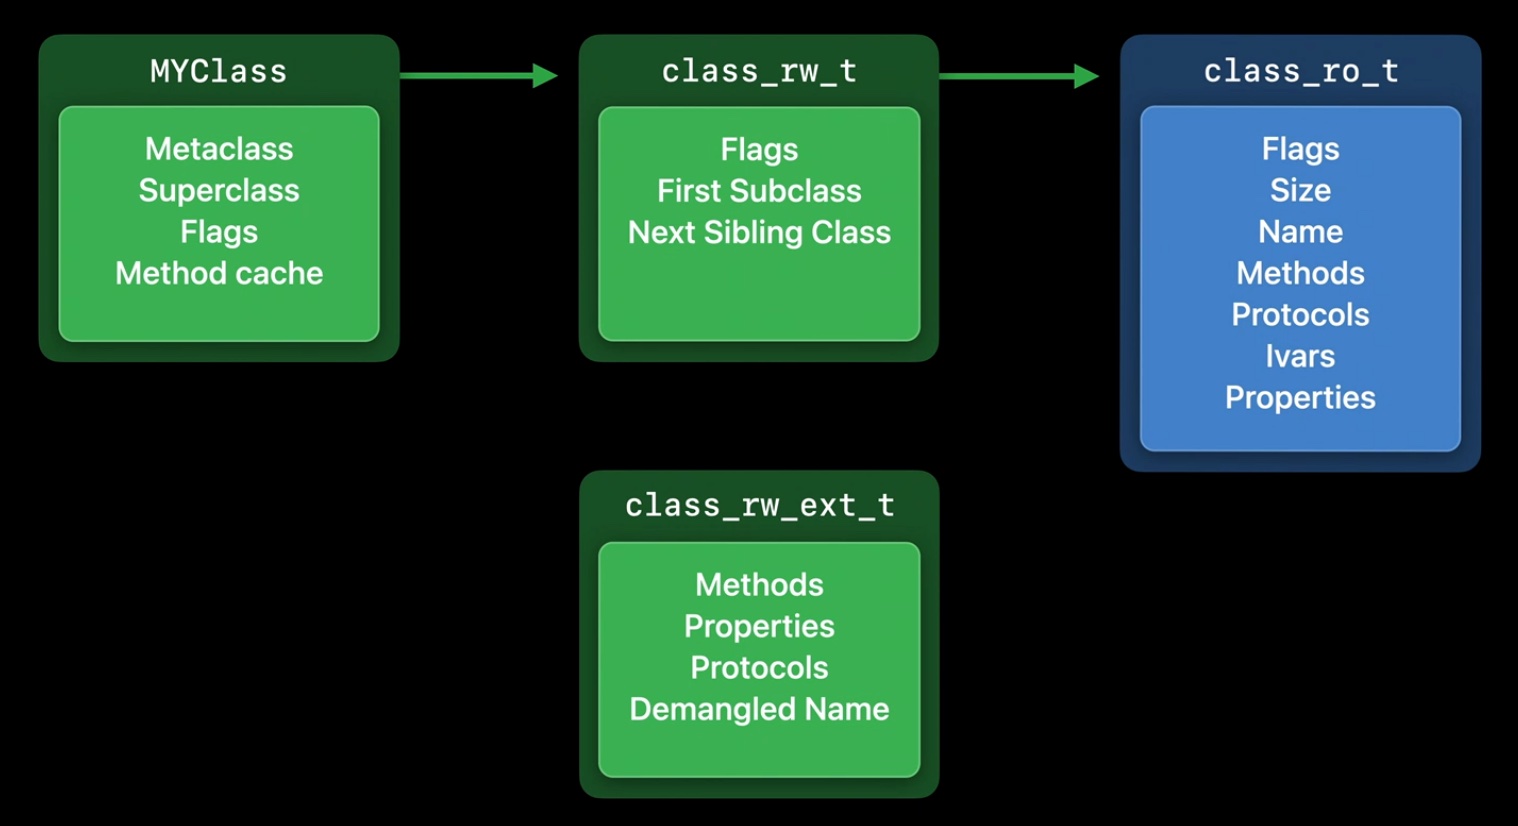 MYClass
Metaclass
Superclass
Flags
Method cache
class_rw_t
Flags
First Subclass
Next Sibling Class
class_ro_t
Flags
Size
Name
Methods
Protocols
Ivars
Properties
class_rw_ext_t
Methods
Properties
Protocols
Demangled Name